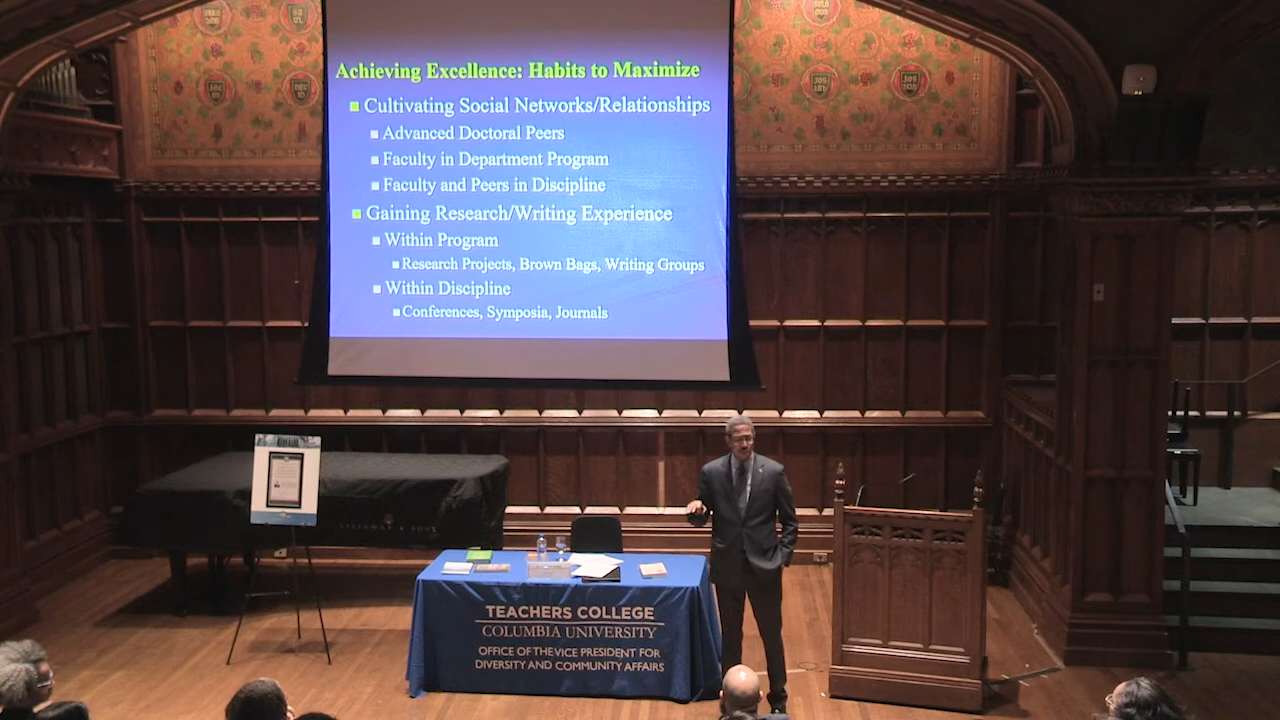 Achieving Excellence: Habits to Maximize
Cultivating Social Networks/Relationships
Advanced Doctoral Peers
Faculty in Department Program
Faculty and Peers in Discipline
Gaining Research/Writing Experience
Within Program
Research Projects, Brown Bags, Writing Groups
Within Discipline
Conferences, Symposia, Journals
STEINWAY & SONS
TEACHERS COLLEGE
COLUMBIA UNIVERSITY
OFFICE OF THE VICE PRESIDENT FOR
DIVERSITY AND COMMUNITY AFFAIRS